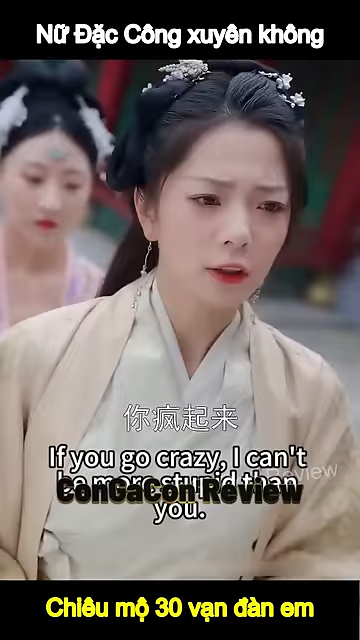 Nữ Đặc Công xuyên không
你疯起来
If you go crazy, I can't
be more stupid than
Review
ConGaCon Review
you.
Chiêu mộ 30 vạn đàn em